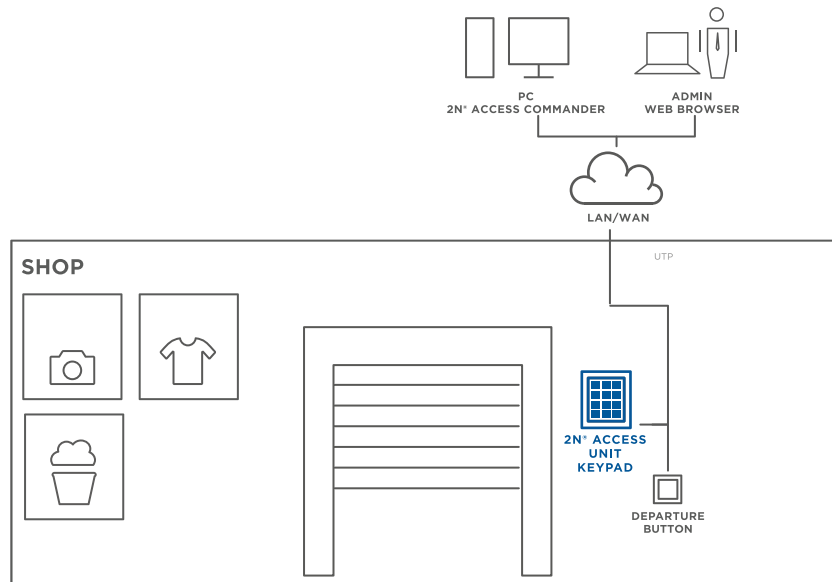 PC
2N® ACCESS COMMANDER
ADMIN
WEB BROWSER
LAN/WAN
SHOP
UTP
2N® ACCESS
UNIT
KEYPAD
DEPARTURE
BUTTON